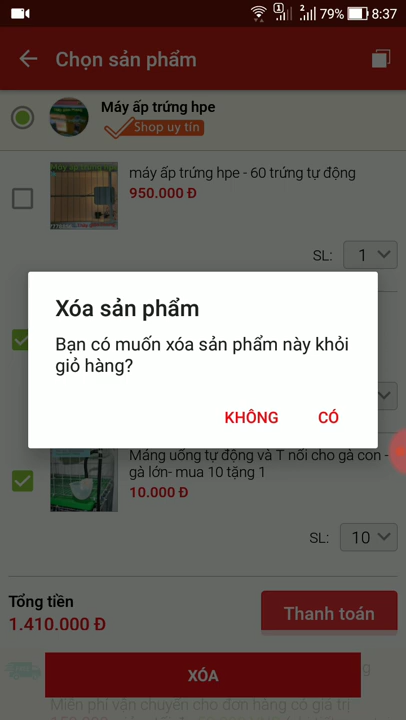 1 2 79% 8:37
Chọn sản phẩm
Máy ấp trứng hpe
Shop uy tín
máy ấp trứng hpe - 60 trứng tự động
950.000 Đ
SL: 1
Xóa sản phẩm
Bạn có muốn xóa sản phẩm này khỏi
giỏ hàng?
KHÔNG CÓ
Máng uống tự động và T nối cho gà con -
gà lớn- mua 10 tặng 1
10.000 Đ
SL: 10
Tổng tiền
1.410.000 Đ
Thanh toán
XÓA
Miễn phí vận chuyển cho đơn hàng có giá trị